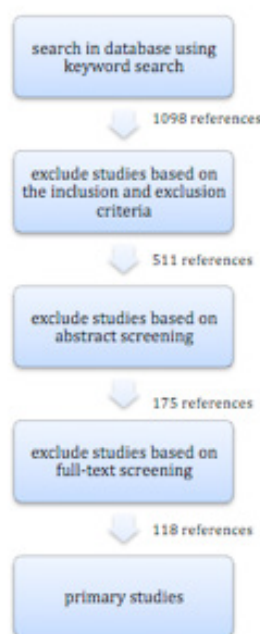 search in database using
keyword search
1098 references
exclude studies based on
the inclusion and exclusion
criteria
511 references
exclude studies based on
abstract screening
175 references
exclude studies based on
full-text screening
118 references
primary studies